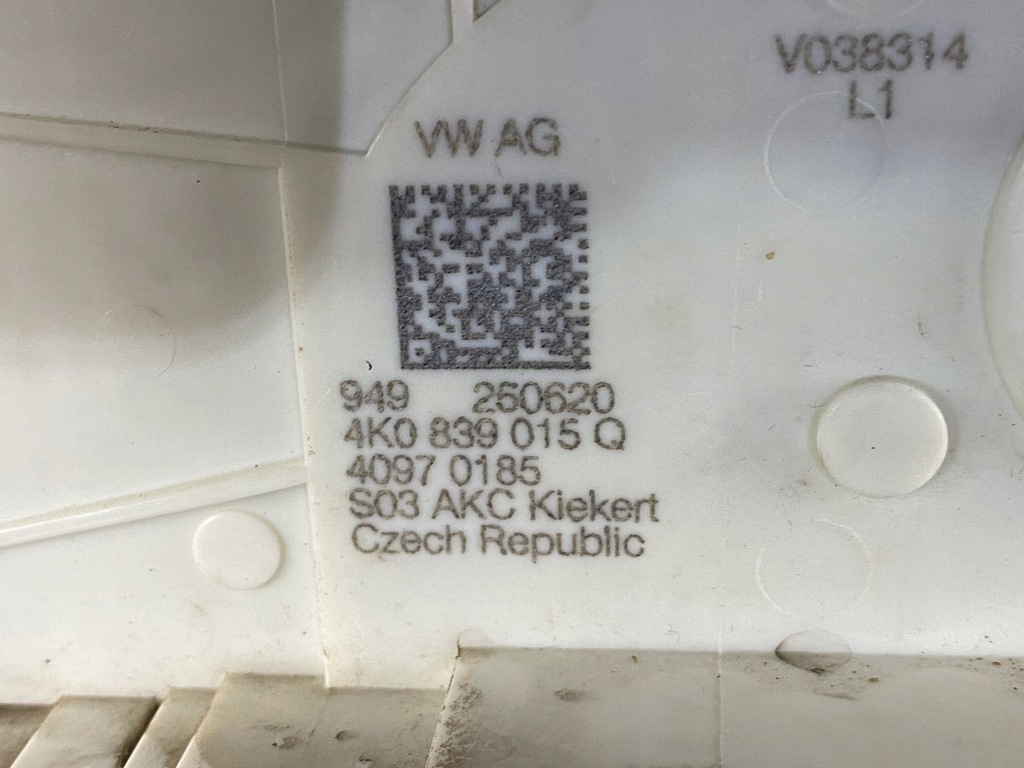 V038314
L1
VW AG
949 250620
4K0 839 015 Q
4097 0185
S03 AKC Kiekert
Czech Republic